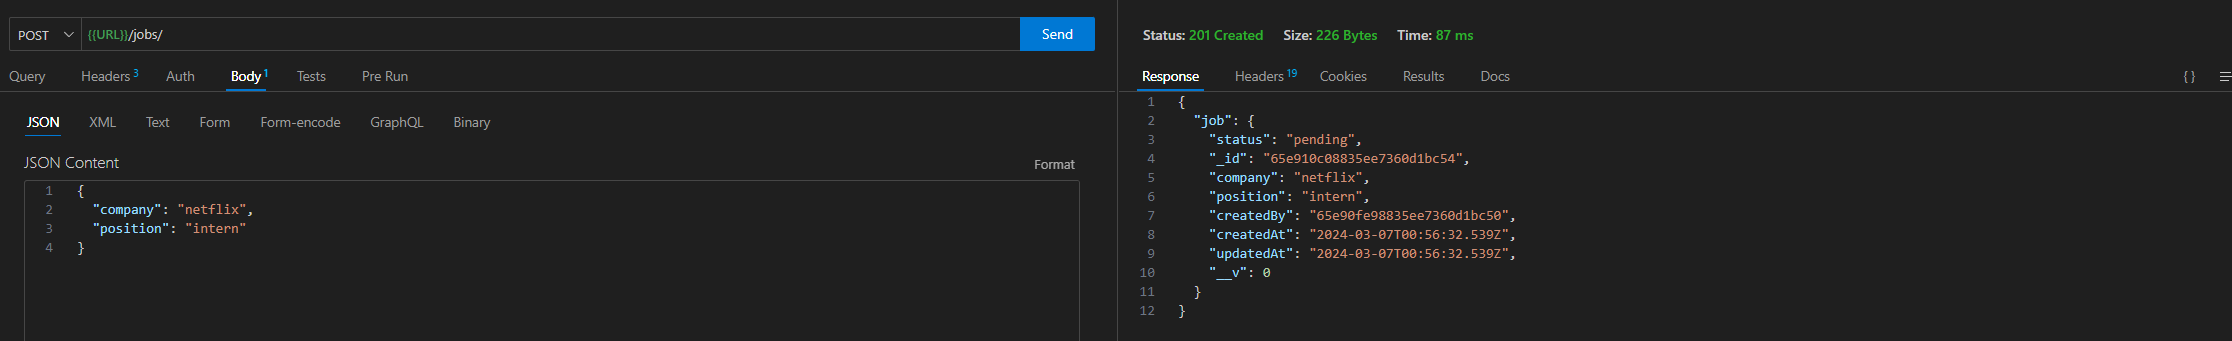 POST {{URL}}/jobs/ Send
Query Headers 3 Auth Body 1 Tests Pre Run
JSON XML Text Form Form-encode GraphQL Binary
JSON Content Format
1 {
2 "company": "netflix",
3 "position": "intern"
4 }
Status: 201 Created Size: 226 Bytes Time: 87 ms
Response Headers 19 Cookies Results Docs { }
1 {
2 "job": {
3 "status": "pending",
4 "_id": "65e910c08835ee7360d1bc54",
5 "company": "netflix",
6 "position": "intern",
7 "createdBy": "65e90fe98835ee7360d1bc50",
8 "createdAt": "2024-03-07T00:56:32.539Z",
9 "updatedAt": "2024-03-07T00:56:32.539Z",
10 "__v": 0
11 }
12 }